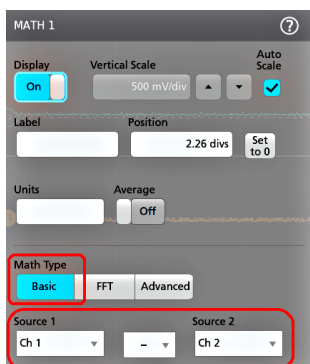 MATH 1 ?
Display Vertical Scale Auto Scale
On 500 mV/div
Label Position
2.26 divs Set to 0
Units Average
Off
Math Type
Basic FFT Advanced
Source 1 Source 2
Ch 1 - Ch 2